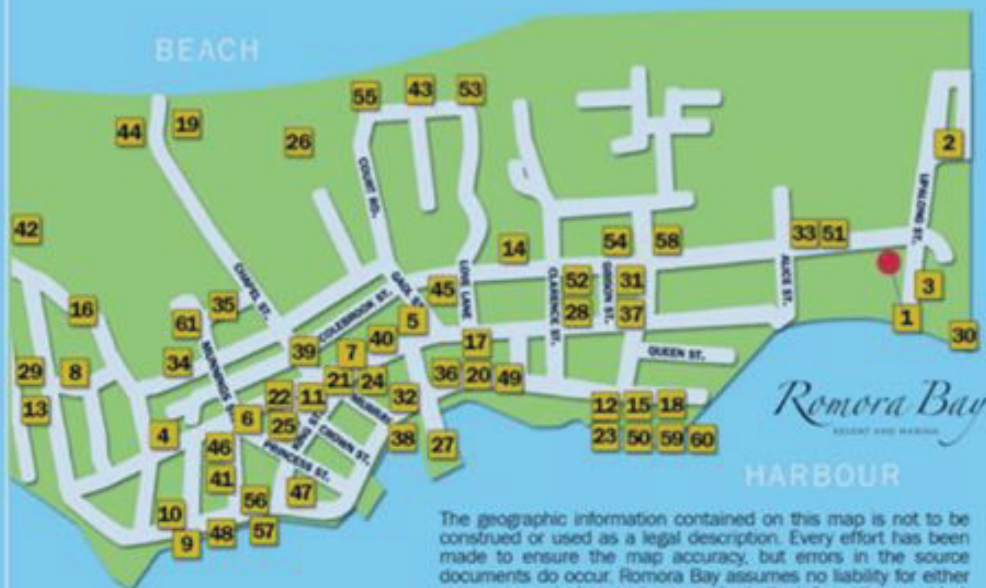 BEACH
55
43
53
44
19
26
2
COURT RD.
UPALONG ST.
42
14
54
58
33
51
CHAPEL ST.
GAOL ST.
LOVE LANE
CLARENCE ST.
ALICE ST.
16
35
45
52
GIBSON ST.
31
3
61
COLEBROOK ST.
5
28
37
1
30
34
MUNNINGS ST.
39
7
40
17
QUEEN ST.
29
8
21
24
36
20
49
13
22
11
32
12
15
18
Romora Bay
RESORT AND MARINA
4
6
25
MURRAY
CROWN ST.
38
27
23
50
59
60
46
PRINCESS ST.
41
47
HARBOUR
10
56
9
48
57
The geographic information contained on this map is not to be
construed or used as a legal description. Every effort has been
made to ensure the map accuracy, but errors in the source
documents do occur. Romora Bay assumes no liability for either